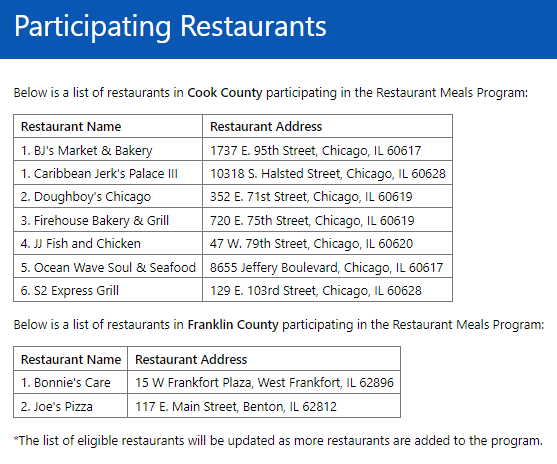 Participating Restaurants
Below is a list of restaurants in Cook County participating in the Restaurant Meals Program:
Restaurant Name Restaurant Address
1. BJ's Market & Bakery 1737 E. 95th Street, Chicago, IL 60617
1. Caribbean Jerk's Palace III 10318 S. Halsted Street, Chicago, IL 60628
2. Doughboy's Chicago 352 E. 71st Street, Chicago, IL 60619
3. Firehouse Bakery & Grill 720 E. 75th Street, Chicago, IL 60619
4. JJ Fish and Chicken 47 W. 79th Street, Chicago, IL 60620
5. Ocean Wave Soul & Seafood 8655 Jeffery Boulevard, Chicago, IL 60617
6. S2 Express Grill 129 E. 103rd Street, Chicago, IL 60628
Below is a list of restaurants in Franklin County participating in the Restaurant Meals Program:
Restaurant Name Restaurant Address
1. Bonnie's Care 15 W Frankfort Plaza, West Frankfort, IL 62896
2. Joe's Pizza 117 E. Main Street, Benton, IL 62812
*The list of eligible restaurants will be updated as more restaurants are added to the program.